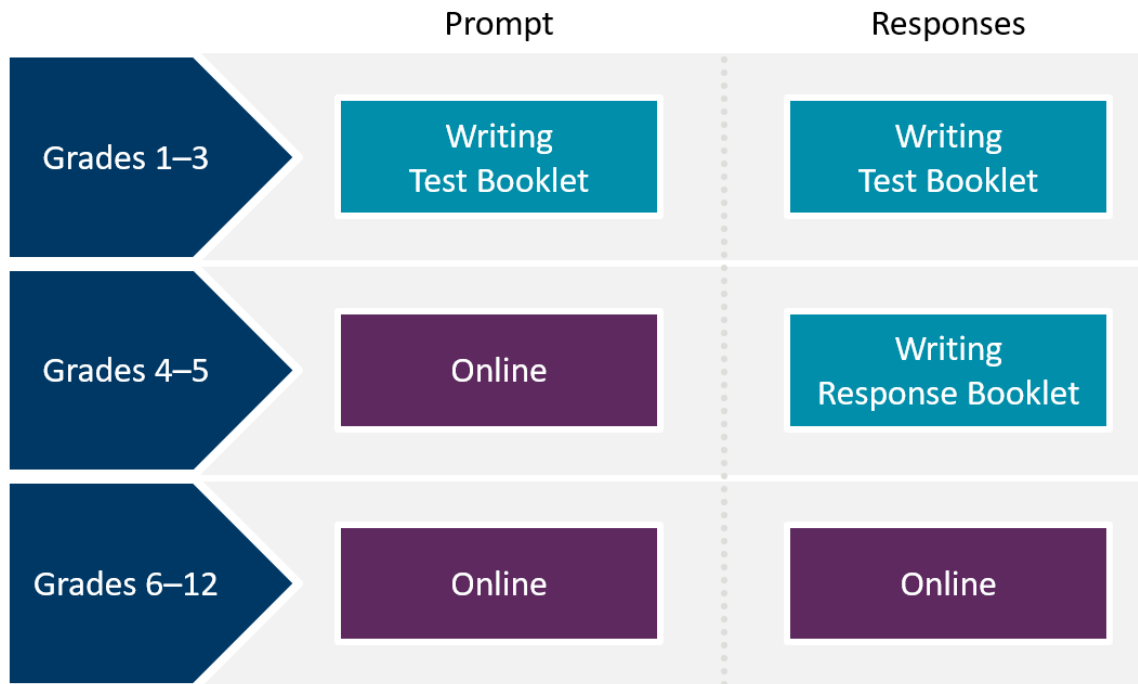 Prompt
Responses
Grades 1–3
Writing
Test Booklet
Writing
Test Booklet
Grades 4–5
Online
Writing
Response Booklet
Grades 6–12
Online
Online